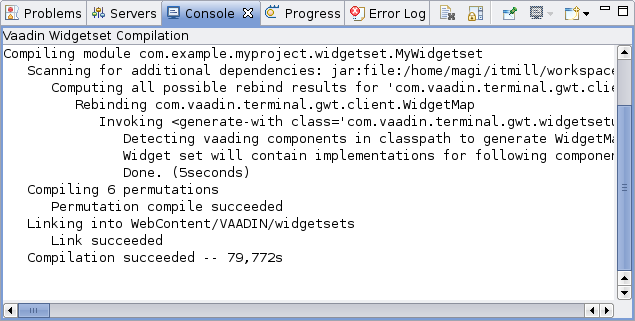 Problems Servers Console Progress Error Log
Vaadin Widgetset Compilation
Compiling module com.example.myproject.widgetset.MyWidgetset
Scanning for additional dependencies: jar:file:/home/magi/itmill/workspace
Computing all possible rebind results for 'com.vaadin.terminal.gwt.clie
Rebinding com.vaadin.terminal.gwt.client.WidgetMap
Invoking <generate-with class='com.vaadin.terminal.gwt.widgetsetu
Detecting vaading components in classpath to generate WidgetMa
Widget set will contain implementations for following componen
Done. (5seconds)
Compiling 6 permutations
Permutation compile succeeded
Linking into WebContent/VAADIN/widgetsets
Link succeeded
Compilation succeeded -- 79,772s